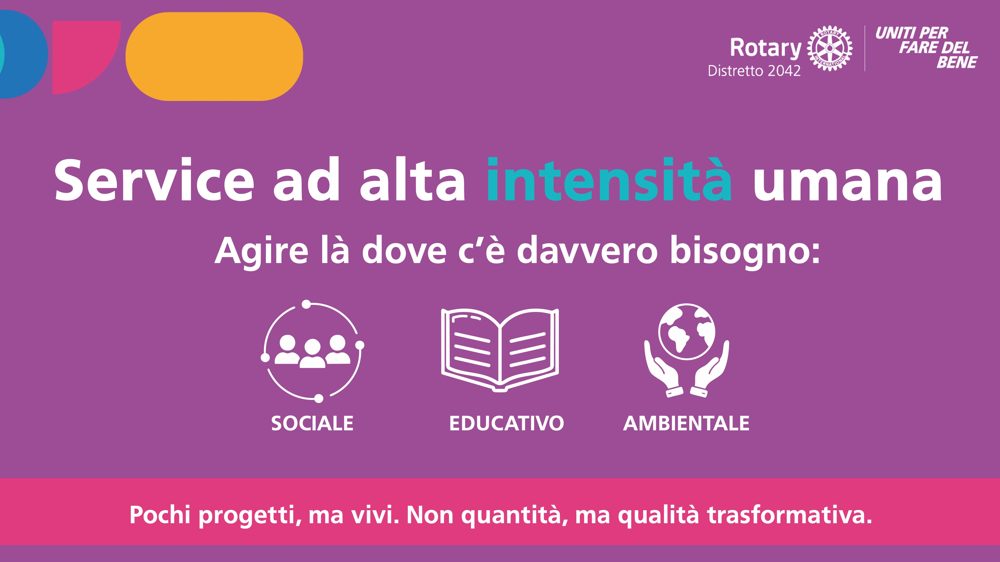 Rotary
Distretto 2042
ROTARY
INTERNATIONAL
UNITI PER
FARE DEL
BENE
Service ad alta intensità umana
Agire là dove c’è davvero bisogno:
SOCIALE
EDUCATIVO
AMBIENTALE
Pochi progetti, ma vivi. Non quantità, ma qualità trasformativa.